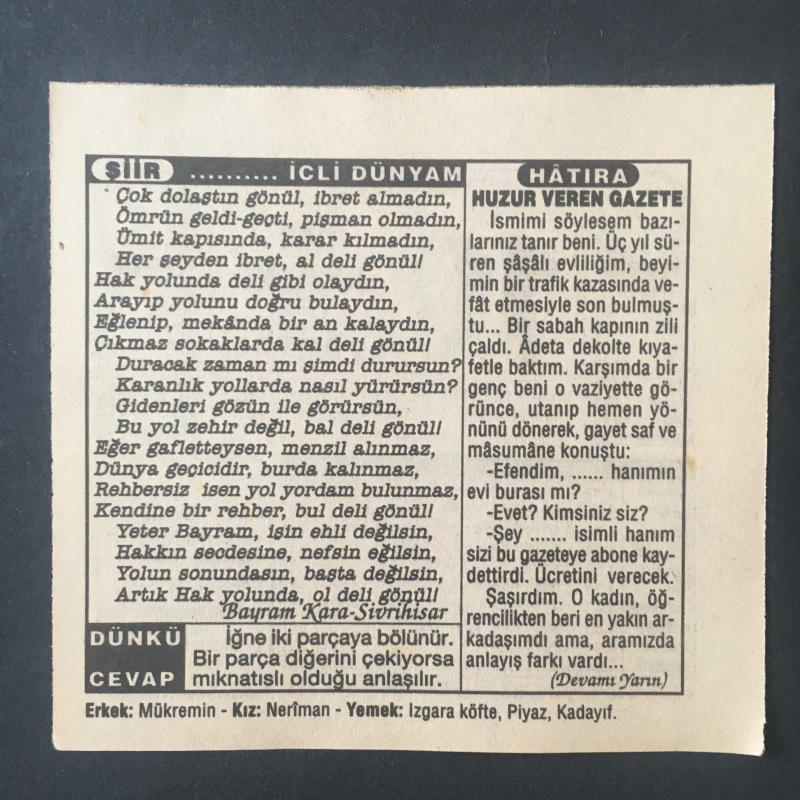 ŞİİR .......... İÇLİ DÜNYAM
Çok dolaştın gönül, ibret almadın,
Ömrün geldi-geçti, pişman olmadın,
Ümit kapısında, karar kılmadın,
Her şeyden ibret, al deli gönül!
Hak yolunda deli gibi olaydın,
Arayıp yolunu doğru bulaydın,
Eğlenip, mekânda bir an kalaydın,
Çıkmaz sokaklarda kal deli gönül!
Duracak zaman mı şimdi durursun?
Karanlık yollarda nasıl yürürsün?
Gidenleri gözün ile görürsün,
Bu yol zehir değil, bal deli gönül!
Eğer gafletteysen, menzil alınmaz,
Dünya geçicidir, burda kalınmaz,
Rehbersiz isen yol yordam bulunmaz,
Kendine bir rehber, bul deli gönül!
Yeter Bayram, işin ehli değilsin,
Hakkın secdesine, nefsin eğilsin,
Yolun sonundasın, başta değilsin,
Artık Hak yolunda, ol deli gönül!
Bayram Kara-Sivrihisar
DÜNKÜ
CEVAP
İğne iki parçaya bölünür.
Bir parça diğerini çekiyorsa
mıknatıslı olduğu anlaşılır.
HÂTIRA
HUZUR VEREN GAZETE
İsmimi söylesem bazı-
larınız tanır beni. Üç yıl sü-
ren şâşâlı evliliğim, beyi-
min bir trafik kazasında ve-
fât etmesiyle son bulmuş-
tu... Bir sabah kapının zili
çaldı. Âdeta dekolte kıya-
fetle baktım. Karşımda bir
genç beni o vaziyette gö-
rünce, utanıp hemen yö-
nünü dönerek, gayet saf ve
mâsumâne konuştu:
-Efendim, ...... hanımın
evi burası mı?
-Evet? Kimsiniz siz?
-Şey ....... isimli hanım
sizi bu gazeteye abone kay-
dettirdi. Ücretini verecek.
Şaşırdım. O kadın, öğ-
rencilikten beri en yakın ar-
kadaşımdı ama, aramızda
anlayış farkı vardı...
(Devamı Yarın)
Erkek: Mükremin - Kız: Nerîman - Yemek: Izgara köfte, Piyaz, Kadayıf.